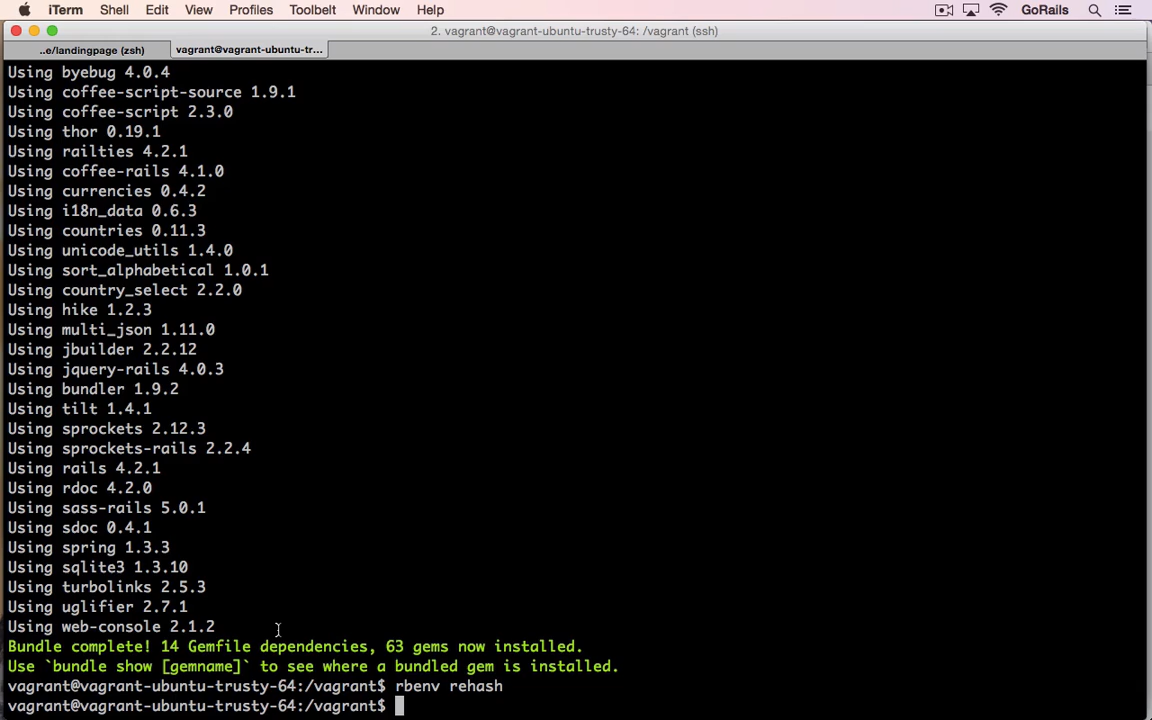 iTerm Shell Edit View Profiles Toolbelt Window Help GoRails
2. vagrant@vagrant-ubuntu-trusty-64: /vagrant (ssh)
..e/landingpage (zsh) vagrant@vagrant-ubuntu-tr...
Using byebug 4.0.4
Using coffee-script-source 1.9.1
Using coffee-script 2.3.0
Using thor 0.19.1
Using railties 4.2.1
Using coffee-rails 4.1.0
Using currencies 0.4.2
Using i18n_data 0.6.3
Using countries 0.11.3
Using unicode_utils 1.4.0
Using sort_alphabetical 1.0.1
Using country_select 2.2.0
Using hike 1.2.3
Using multi_json 1.11.0
Using jbuilder 2.2.12
Using jquery-rails 4.0.3
Using bundler 1.9.2
Using tilt 1.4.1
Using sprockets 2.12.3
Using sprockets-rails 2.2.4
Using rails 4.2.1
Using rdoc 4.2.0
Using sass-rails 5.0.1
Using sdoc 0.4.1
Using spring 1.3.3
Using sqlite3 1.3.10
Using turbolinks 2.5.3
Using uglifier 2.7.1
Using web-console 2.1.2
Bundle complete! 14 Gemfile dependencies, 63 gems now installed.
Use `bundle show [gemname]` to see where a bundled gem is installed.
vagrant@vagrant-ubuntu-trusty-64:/vagrant$ rbenv rehash
vagrant@vagrant-ubuntu-trusty-64:/vagrant$